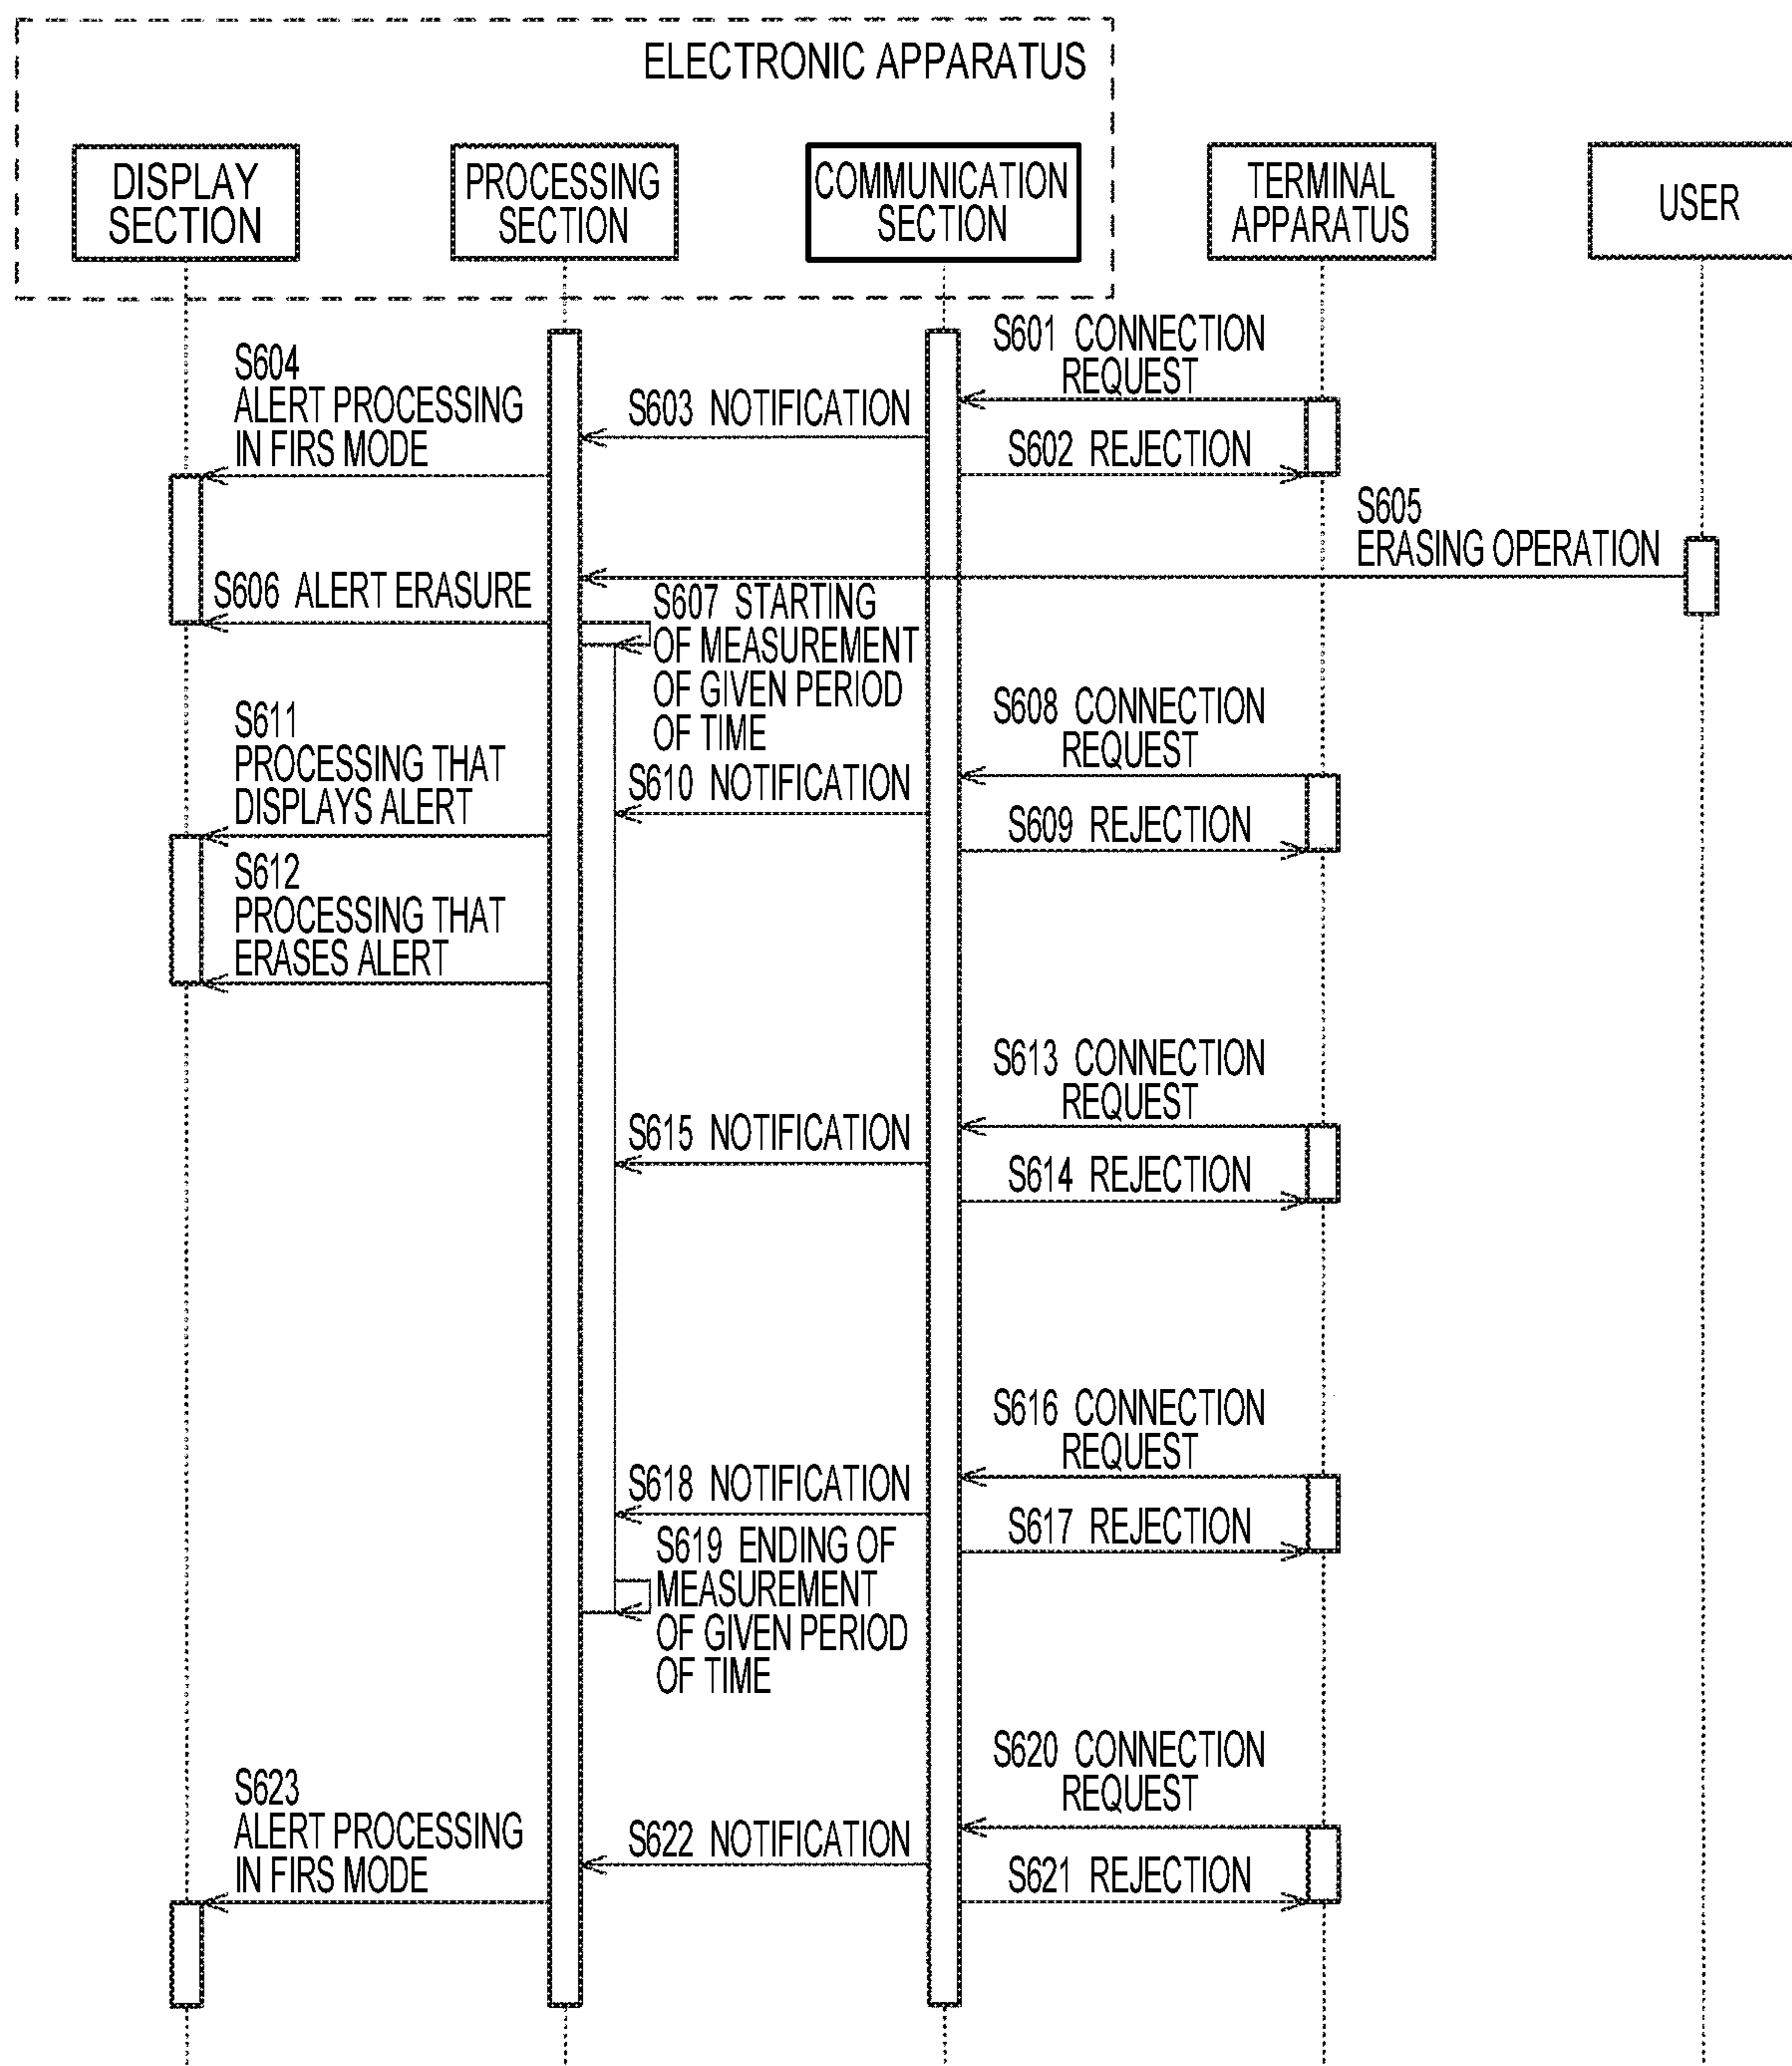 ELECTRONIC APPARATUS
DISPLAY
SECTION
PROCESSING
SECTION
COMMUNICATION
SECTION
TERMINAL
APPARATUS
USER
S601 CONNECTION
REQUEST
S604
ALERT PROCESSING
IN FIRS MODE
S603 NOTIFICATION
S602 REJECTION
S605
ERASING OPERATION
S606 ALERT ERASURE
S607 STARTING
OF MEASUREMENT
OF GIVEN PERIOD
OF TIME
S608 CONNECTION
REQUEST
S611
PROCESSING THAT
DISPLAYS ALERT
S610 NOTIFICATION
S609 REJECTION
S612
PROCESSING THAT
ERASES ALERT
S613 CONNECTION
REQUEST
S615 NOTIFICATION
S614 REJECTION
S616 CONNECTION
REQUEST
S618 NOTIFICATION
S617 REJECTION
S619 ENDING OF
MEASUREMENT
OF GIVEN PERIOD
OF TIME
S620 CONNECTION
REQUEST
S623
ALERT PROCESSING
IN FIRS MODE
S622 NOTIFICATION
S621 REJECTION